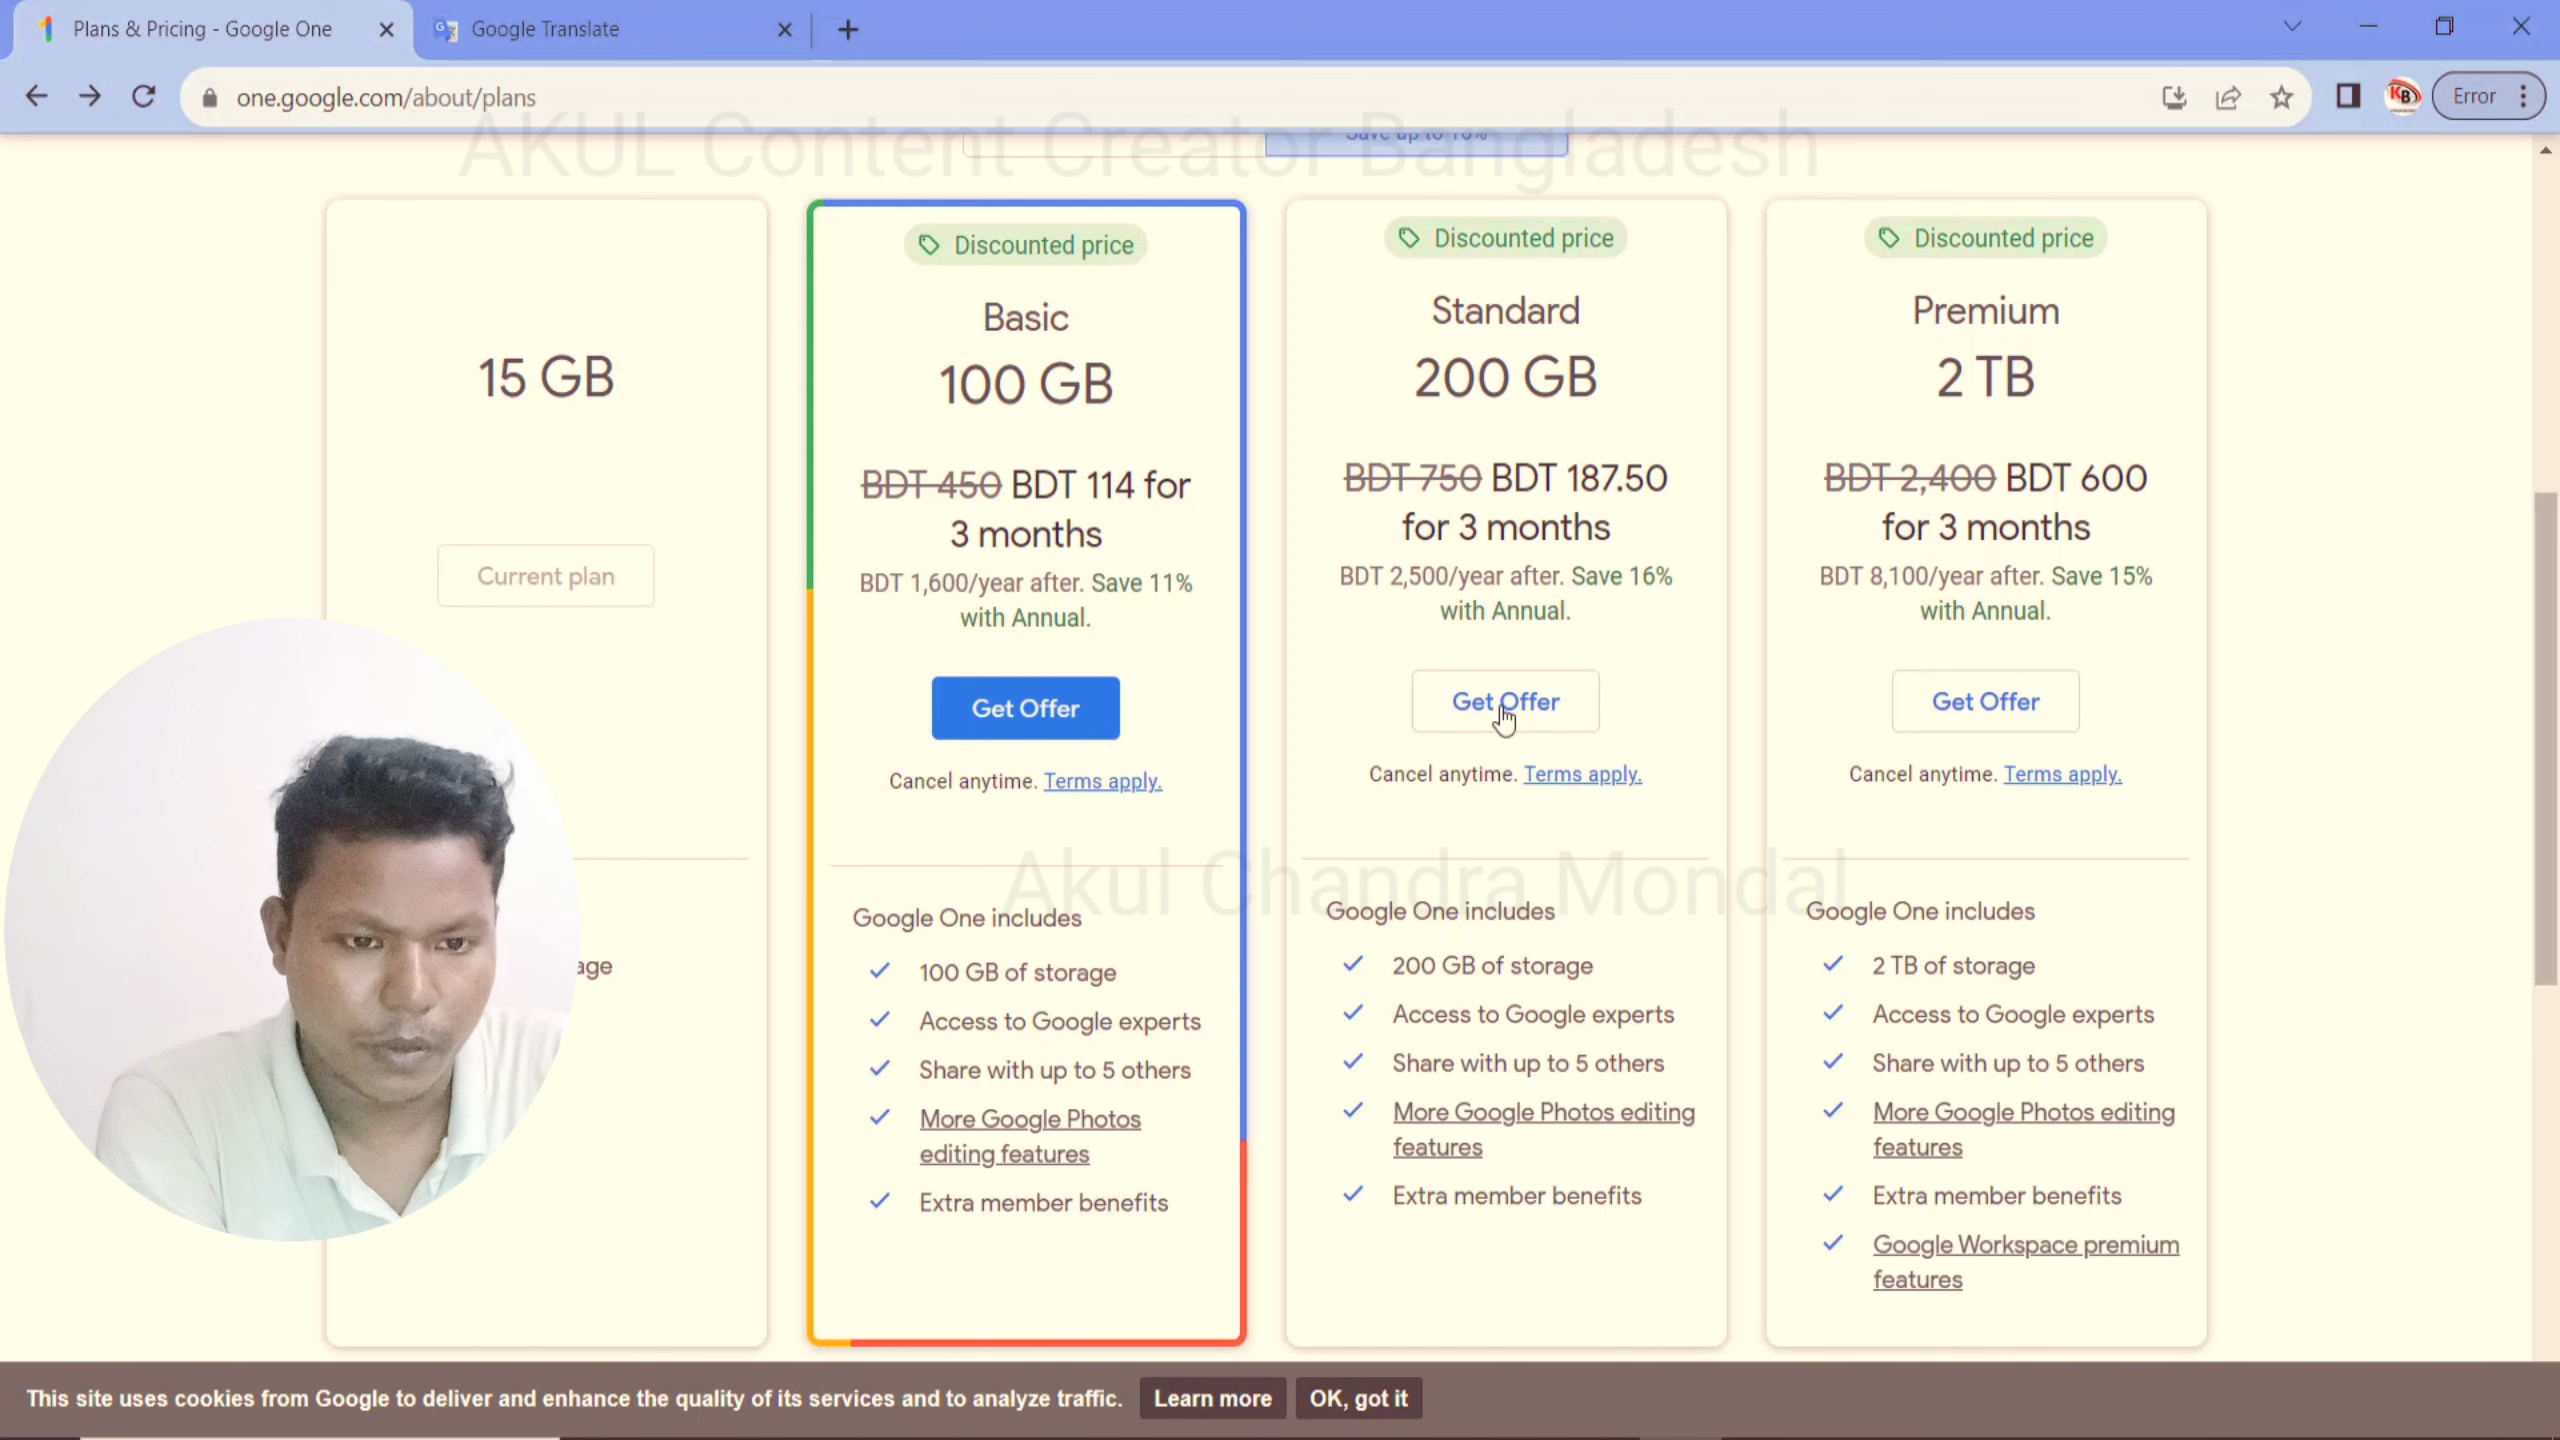 Plans & Pricing - Google One
Google Translate
one.google.com/about/plans
Error
AKUL Content Creator Bangladesh
Save up to 16%
15 GB
Current plan
age
Discounted price
Basic
100 GB
BDT 450 BDT 114 for
3 months
BDT 1,600/year after. Save 11%
with Annual.
Get Offer
Cancel anytime. Terms apply.
Google One includes
100 GB of storage
Access to Google experts
Share with up to 5 others
More Google Photos
editing features
Extra member benefits
Discounted price
Standard
200 GB
BDT 750 BDT 187.50
for 3 months
BDT 2,500/year after. Save 16%
with Annual.
Get Offer
Cancel anytime. Terms apply.
Google One includes
200 GB of storage
Access to Google experts
Share with up to 5 others
More Google Photos editing
features
Extra member benefits
Discounted price
Premium
2 TB
BDT 2,400 BDT 600
for 3 months
BDT 8,100/year after. Save 15%
with Annual.
Get Offer
Cancel anytime. Terms apply.
Google One includes
2 TB of storage
Access to Google experts
Share with up to 5 others
More Google Photos editing
features
Extra member benefits
Google Workspace premium
features
Akul Chandra Mondal
This site uses cookies from Google to deliver and enhance the quality of its services and to analyze traffic.
Learn more
OK, got it
KB